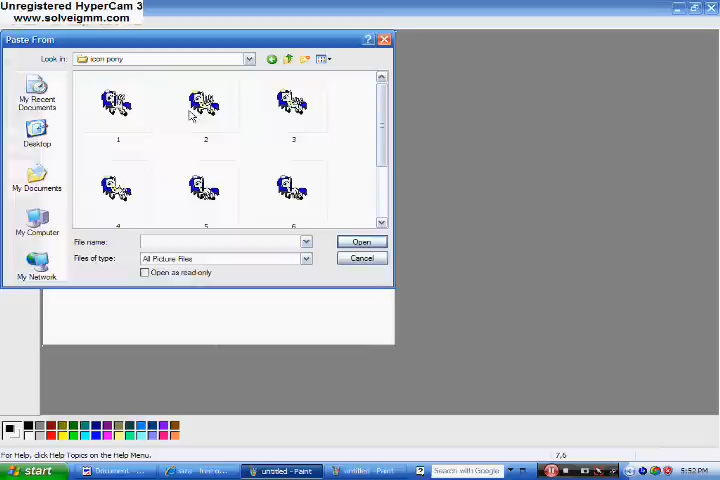 Unregistered HyperCam 3
www.solveigmm.com
Paste From
Look in: icon pony
My Recent Documents
1 2 3
Desktop
My Documents
4 5 6
My Computer
File name: Open
Files of type: All Picture Files Cancel
My Network
Open as read-only
For Help, click Help Topics on the Help Menu. 7,6
start Document - ... untitled - Paint untitled - Paint Search with Google 5:52 PM